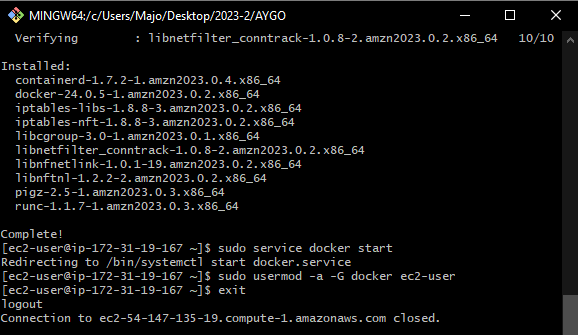 MINGW64:/c/Users/Majo/Desktop/2023-2/AYGO
Verifying        : libnetfilter_conntrack-1.0.8-2.amzn2023.0.2.x86_64   10/10
Installed:
containerd-1.7.2-1.amzn2023.0.4.x86_64
docker-24.0.5-1.amzn2023.0.2.x86_64
iptables-libs-1.8.8-3.amzn2023.0.2.x86_64
iptables-nft-1.8.8-3.amzn2023.0.2.x86_64
libcgroup-3.0-1.amzn2023.0.1.x86_64
libnetfilter_conntrack-1.0.8-2.amzn2023.0.2.x86_64
libnfnetlink-1.0.1-19.amzn2023.0.2.x86_64
libnftnl-1.2.2-2.amzn2023.0.2.x86_64
pigz-2.5-1.amzn2023.0.3.x86_64
runc-1.1.7-1.amzn2023.0.3.x86_64
Complete!
[ec2-user@ip-172-31-19-167 ~]$ sudo service docker start
Redirecting to /bin/systemctl start docker.service
[ec2-user@ip-172-31-19-167 ~]$ sudo usermod -a -G docker ec2-user
[ec2-user@ip-172-31-19-167 ~]$ exit
logout
Connection to ec2-54-147-135-19.compute-1.amazonaws.com closed.